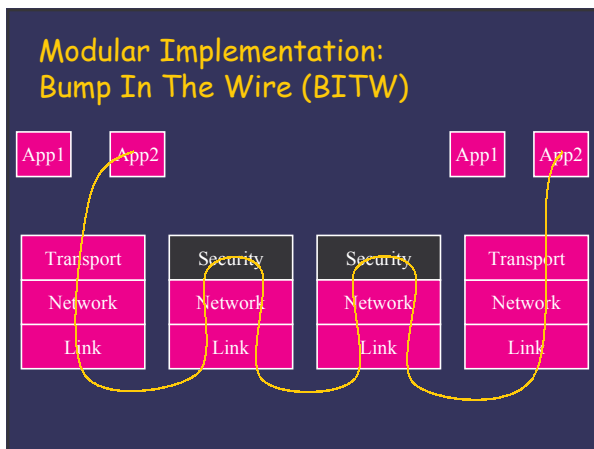 Modular Implementation:
Bump In The Wire (BITW)
App1 App2 App1 App2
Transport Security Security Transport
Network Network Network Network
Link Link Link Link